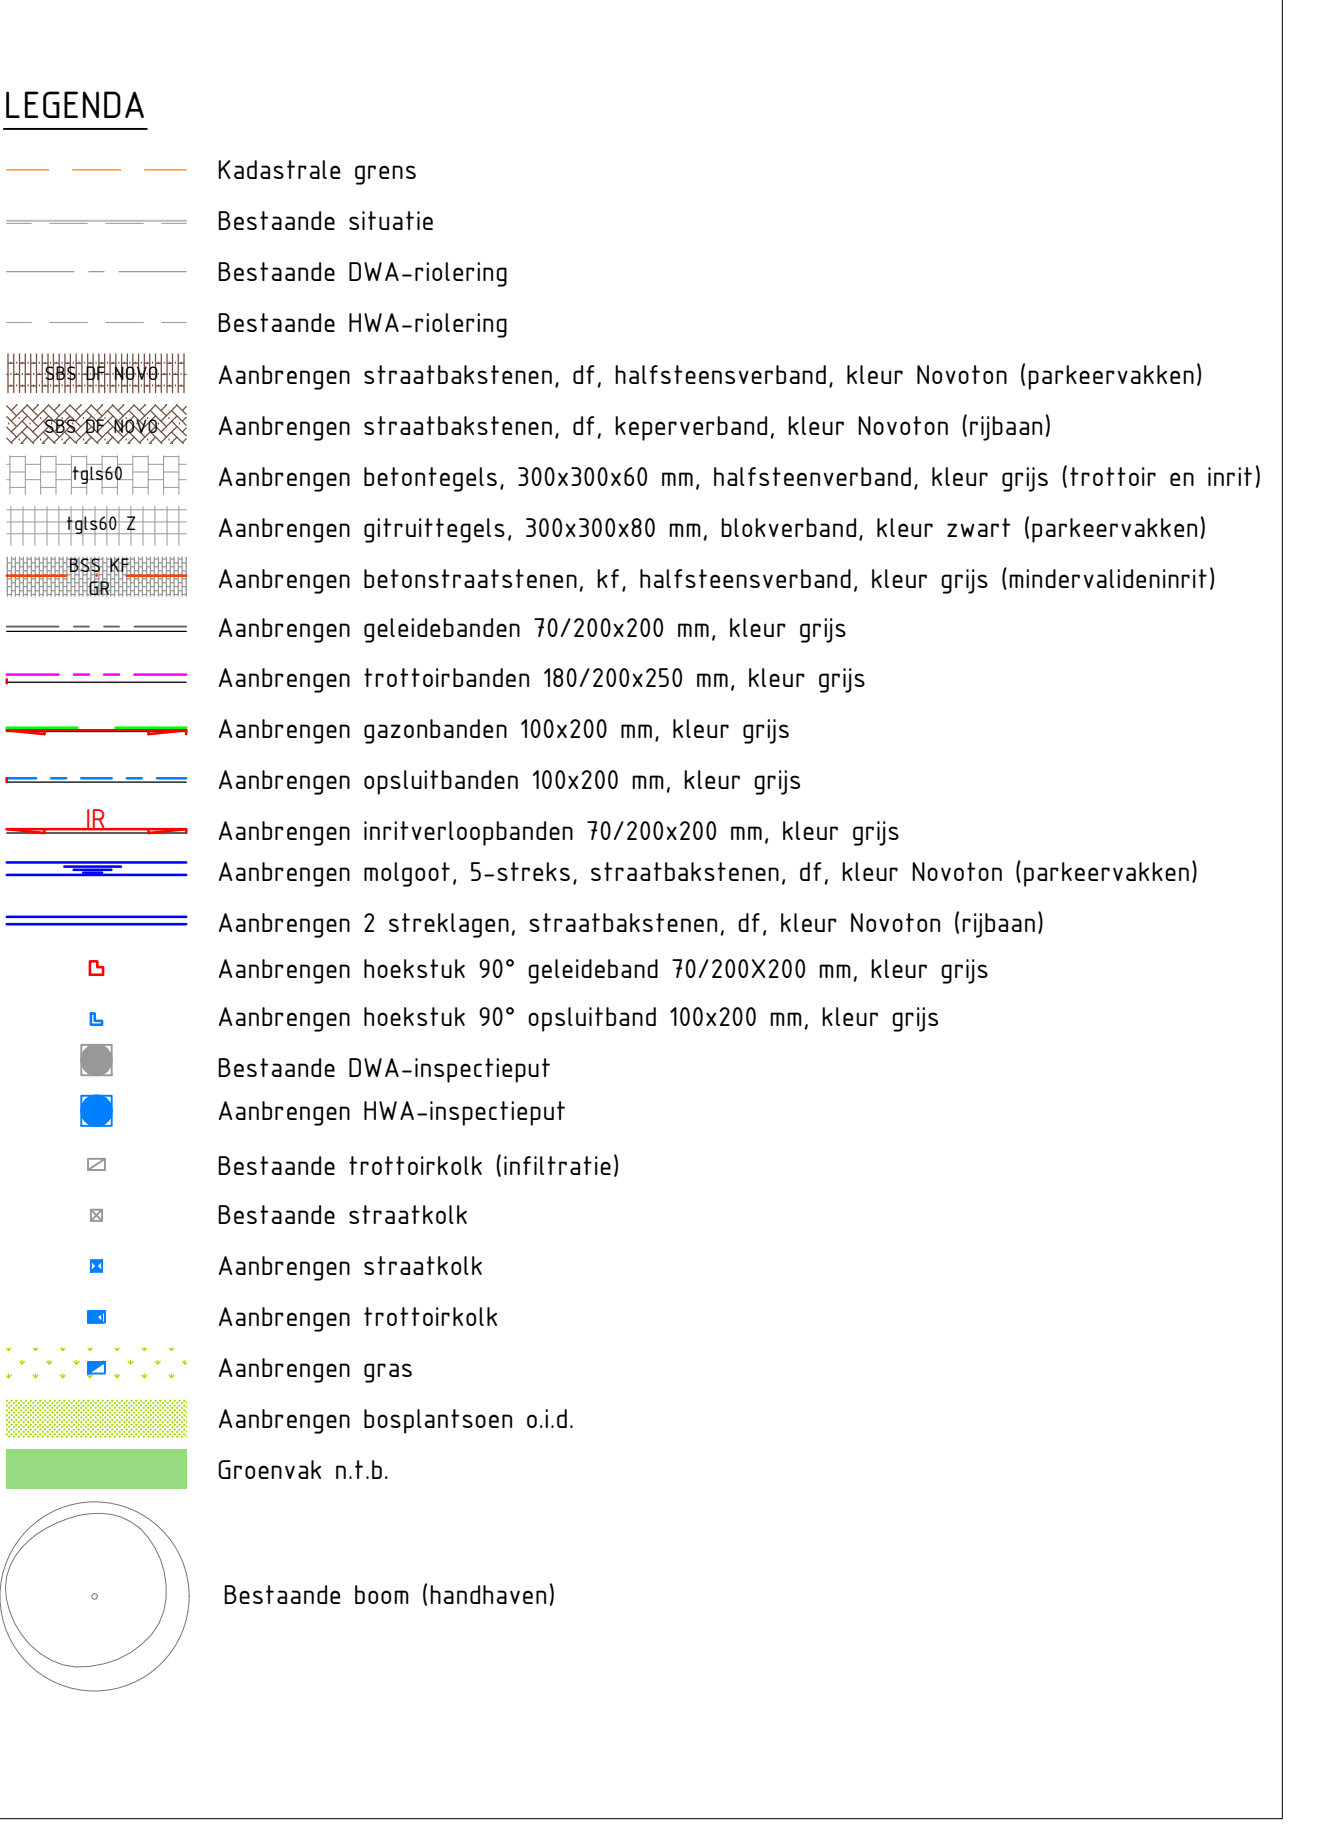 LEGENDA
Kadastrale grens
Bestaande situatie
Bestaande DWA-riolering
Bestaande HWA-riolering
SBS DF NOVO Aanbrengen straatbakstenen, df, halfsteensverband, kleur Novoton (parkeervakken)
SBS DF NOVO Aanbrengen straatbakstenen, df, keperverband, kleur Novoton (rijbaan)
tgls60 Aanbrengen betontegels, 300x300x60 mm, halfsteenverband, kleur grijs (trottoir en inrit)
tgls60 Z Aanbrengen gitruittegels, 300x300x80 mm, blokverband, kleur zwart (parkeervakken)
BSS KF
GR
Aanbrengen betonstraatstenen, kf, halfsteensverband, kleur grijs (mindervalideninrit)
Aanbrengen geleidebanden 70/200x200 mm, kleur grijs
Aanbrengen trottoirbanden 180/200x250 mm, kleur grijs
Aanbrengen gazonbanden 100x200 mm, kleur grijs
Aanbrengen opsluitbanden 100x200 mm, kleur grijs
IR Aanbrengen inritverloopbanden 70/200x200 mm, kleur grijs
Aanbrengen molgoot, 5-streks, straatbakstenen, df, kleur Novoton (parkeervakken)
Aanbrengen 2 streklagen, straatbakstenen, df, kleur Novoton (rijbaan)
Aanbrengen hoekstuk 90° geleideband 70/200X200 mm, kleur grijs
Aanbrengen hoekstuk 90° opsluitband 100x200 mm, kleur grijs
Bestaande DWA-inspectieput
Aanbrengen HWA-inspectieput
Bestaande trottoirkolk (infiltratie)
Bestaande straatkolk
Aanbrengen straatkolk
Aanbrengen trottoirkolk
Aanbrengen gras
Aanbrengen bosplantsoen o.i.d.
Groenvak n.t.b.
Bestaande boom (handhaven)